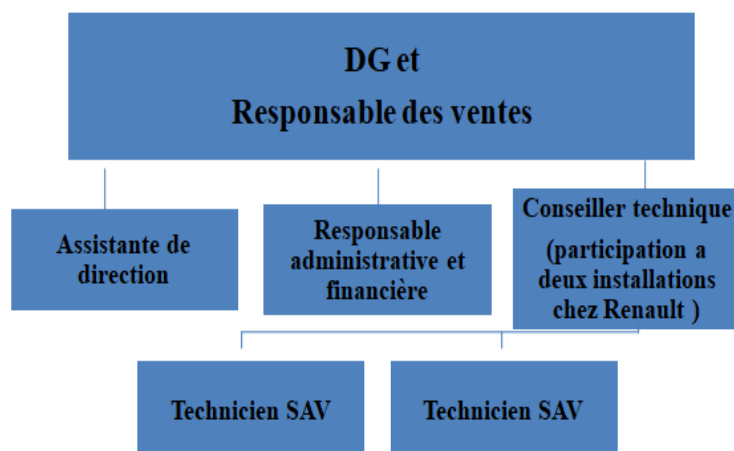 DG et
Responsable des ventes
Assistante de
direction
Responsable
administrative et
financière
Conseiller technique
(participation a
deux installations
chez Renault )
Technicien SAV
Technicien SAV